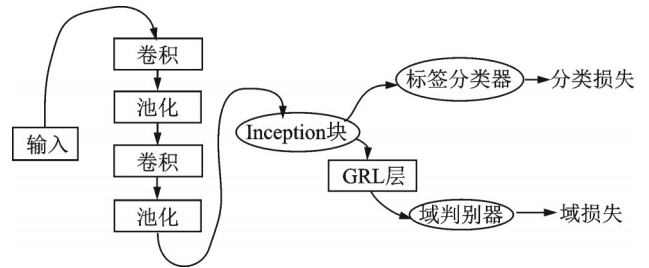 输入
卷积
池化
卷积
池化
Inception块
标签分类器
分类损失
GRL层
域判别器
域损失